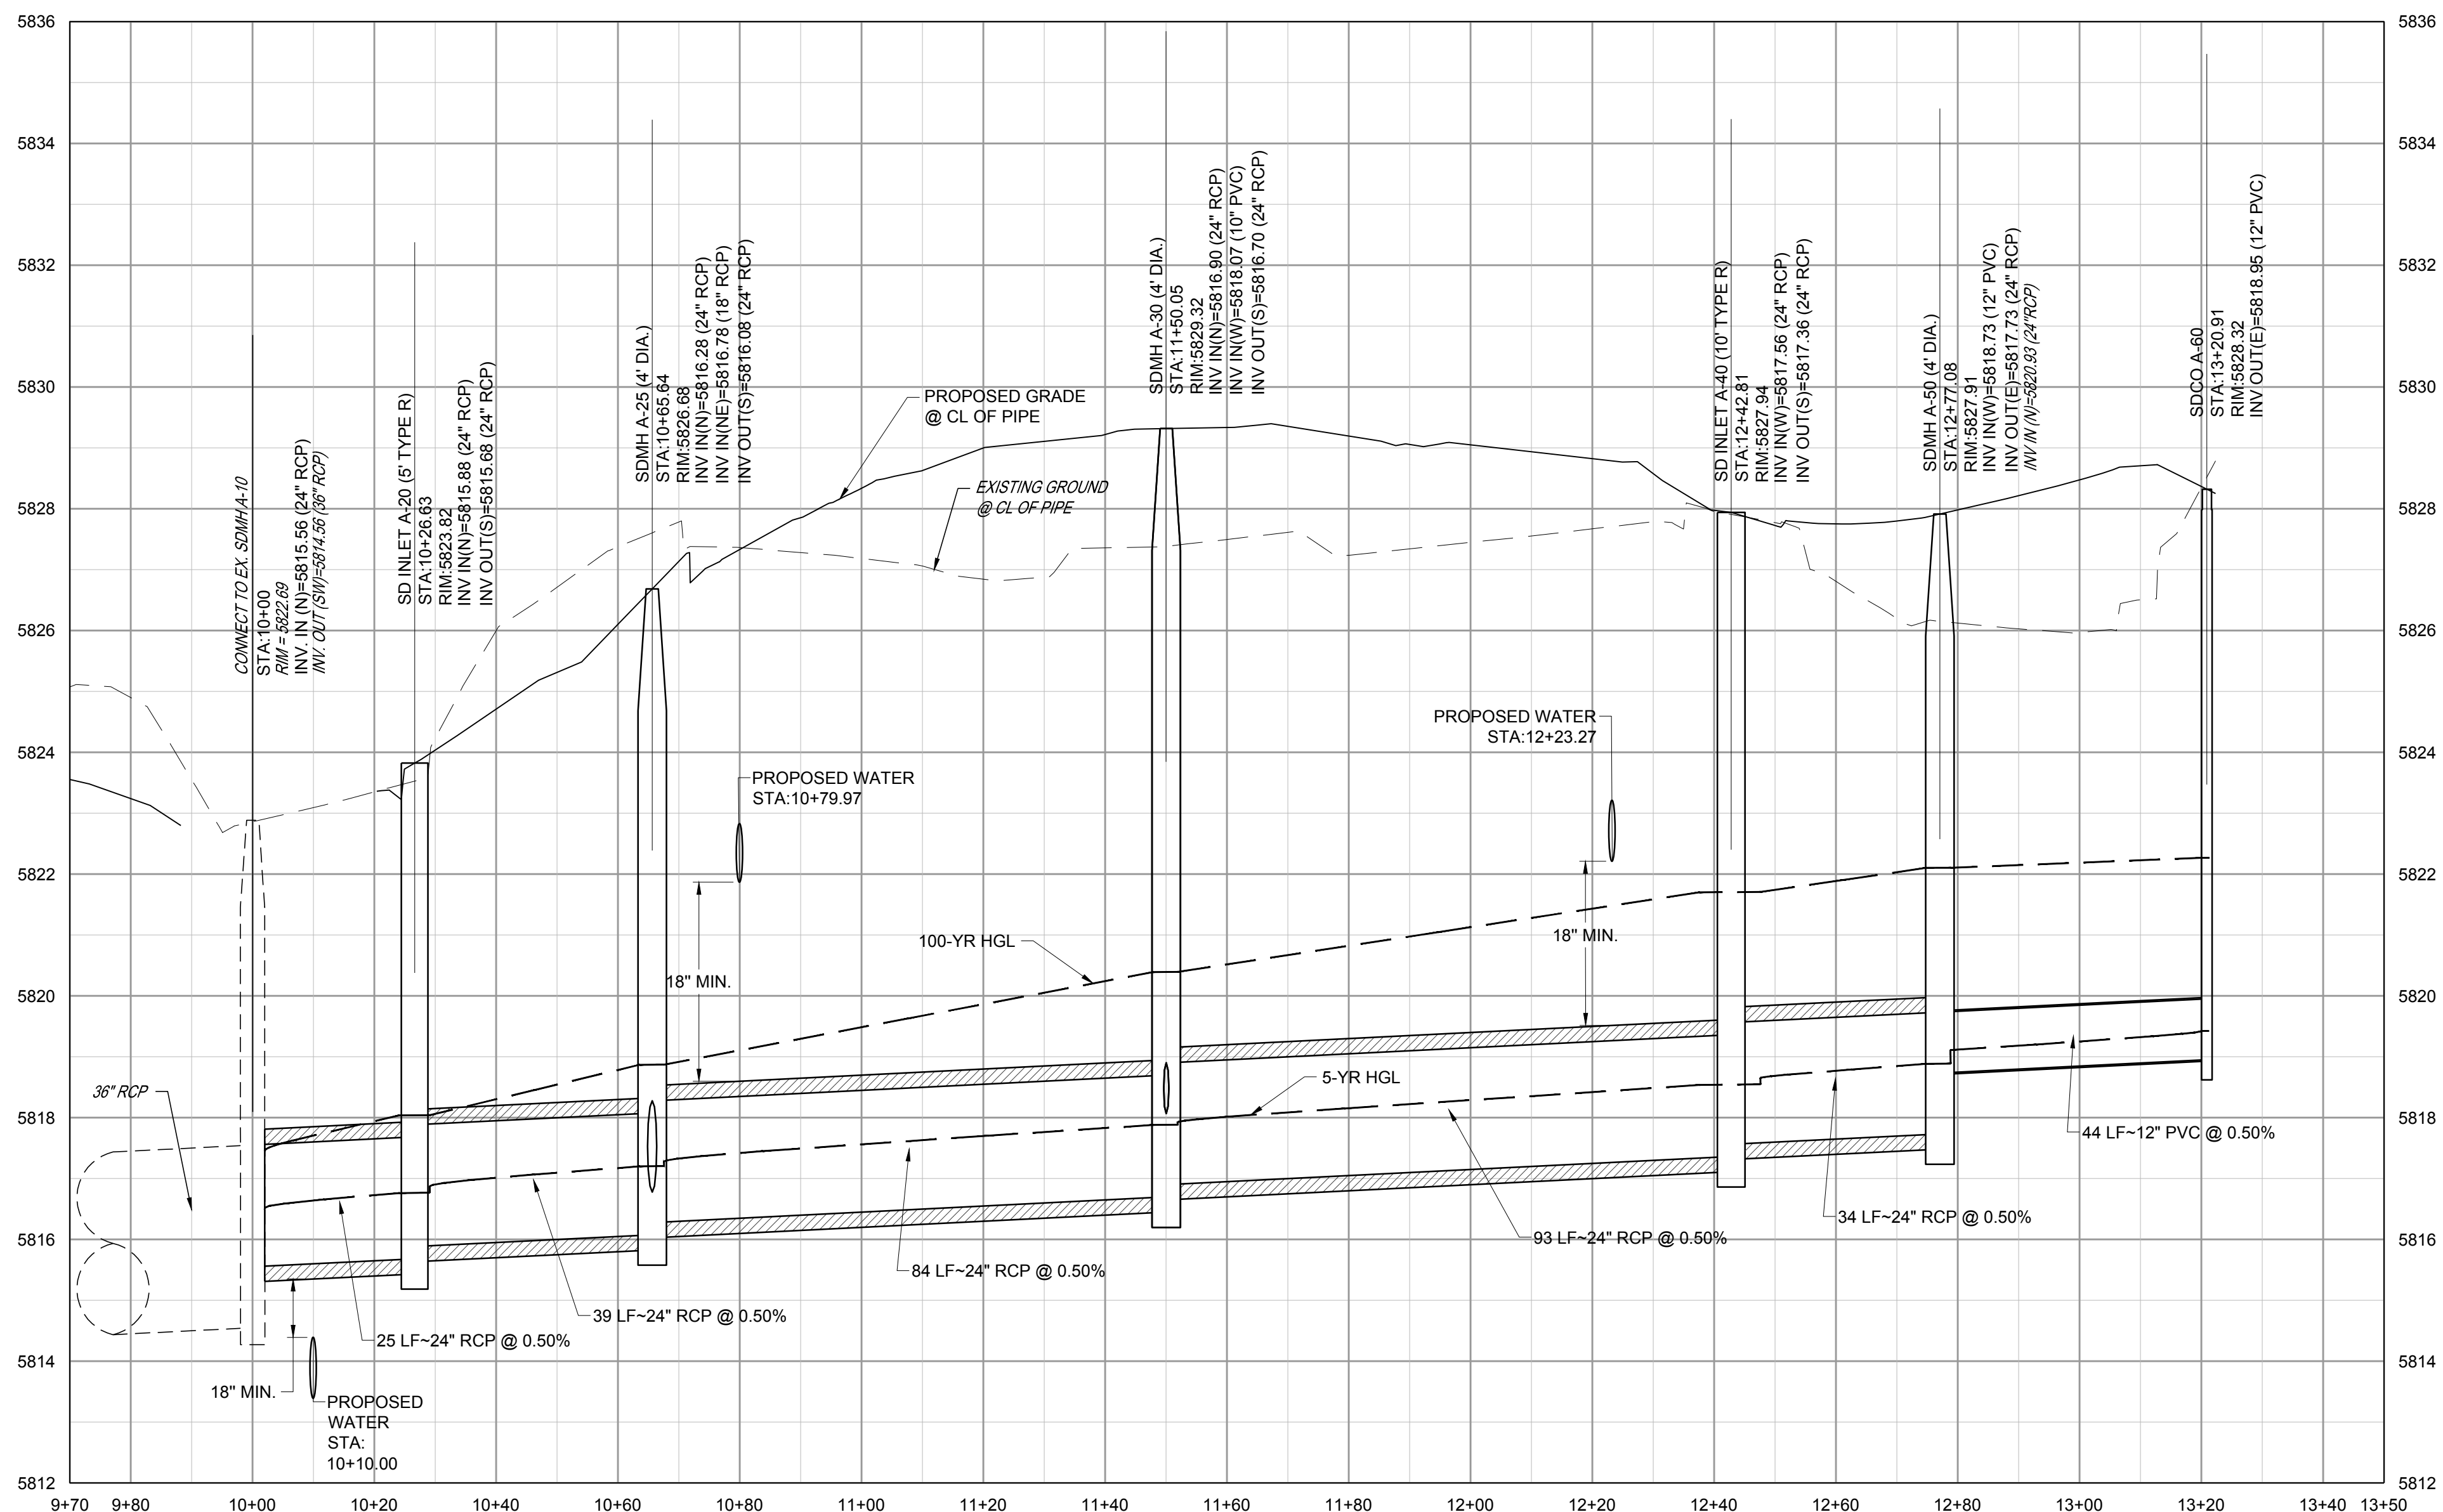 5836
5834
5832
5830
5828
5826
5824
5822
5820
5818
5816
5814
5812
5836
5834
5832
5830
5828
5826
5824
5822
5820
5818
5816
5814
5812
CONNECT TO EX. SDMH A-10
STA:10+00
RIM = 5822.69
INV. IN (N)=5815.56 (24" RCP)
INV. OUT (SW)=5814.56 (36" RCP)
SD INLET A-20 (5' TYPE R)
STA:10+26.63
RIM:5823.82
INV IN(N)=5815.88 (24" RCP)
INV OUT(S)=5815.68 (24" RCP)
SDMH A-25 (4' DIA.)
STA:10+65.64
RIM:5826.68
INV IN(N)=5816.28 (24" RCP)
INV IN(NE)=5816.78 (18" RCP)
INV OUT(S)=5816.08 (24" RCP)
PROPOSED GRADE
@ CL OF PIPE
EXISTING GROUND
@ CL OF PIPE
SDMH A-30 (4' DIA.)
STA:11+50.05
RIM:5829.32
INV IN(N)=5816.90 (24" RCP)
INV IN(W)=5818.07 (10" PVC)
INV OUT(S)=5816.70 (24" RCP)
SD INLET A-40 (10' TYPE R)
STA:12+42.81
RIM:5827.94
INV IN(W)=5817.56 (24" RCP)
INV OUT(S)=5817.36 (24" RCP)
SDMH A-50 (4' DIA.)
STA:12+77.08
RIM:5827.91
INV IN(W)=5818.73 (12" PVC)
INV OUT(E)=5817.73 (24" RCP)
INV IN (N)=5820.93 (24"RCP)
SDCO A-60
STA:13+20.91
RIM:5828.32
INV OUT(E)=5818.95 (12" PVC)
PROPOSED WATER
STA:10+79.97
PROPOSED WATER
STA:12+23.27
18" MIN.
18" MIN.
100-YR HGL
5-YR HGL
36" RCP
25 LF~24" RCP @ 0.50%
39 LF~24" RCP @ 0.50%
84 LF~24" RCP @ 0.50%
93 LF~24" RCP @ 0.50%
34 LF~24" RCP @ 0.50%
44 LF~12" PVC @ 0.50%
18" MIN.
PROPOSED
WATER
STA:
10+10.00
9+70 9+80 10+00 10+20 10+40 10+60 10+80 11+00 11+20 11+40 11+60 11+80 12+00 12+20 12+40 12+60 12+80 13+00 13+20 13+40 13+50